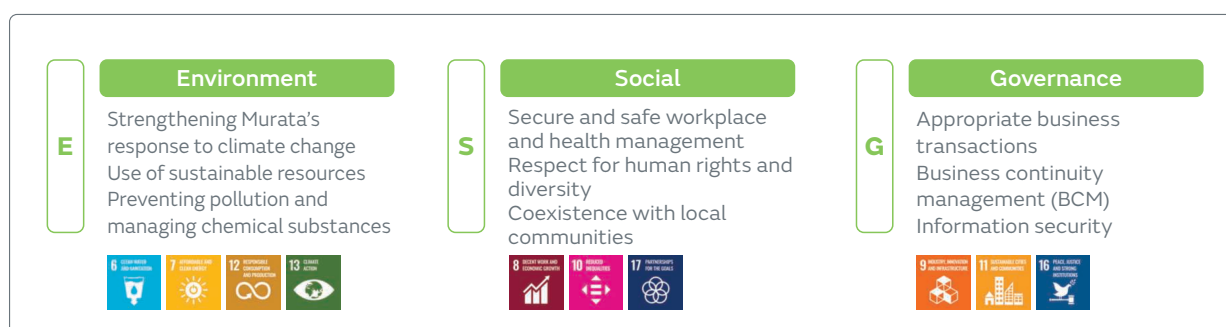 E
Environment
Strengthening Murata's
response to climate change
Use of sustainable resources
Preventing pollution and
managing chemical substances
6 CLEAN WATER
AND SANITATION
7 AFFORDABLE AND
CLEAN ENERGY
12 RESPONSIBLE
CONSUMPTION
AND PRODUCTION
13 CLIMATE
ACTION
S
Social
Secure and safe workplace
and health management
Respect for human rights and
diversity
Coexistence with local
communities
8 DECENT WORK AND
ECONOMIC GROWTH
10 REDUCED
INEQUALITIES
17 PARTNERSHIPS
FOR THE GOALS
G
Governance
Appropriate business
transactions
Business continuity
management (BCM)
Information security
9 INDUSTRY, INNOVATION
AND INFRASTRUCTURE
11 SUSTAINABLE CITIES
AND COMMUNITIES
16 PEACE, JUSTICE
AND STRONG
INSTITUTIONS